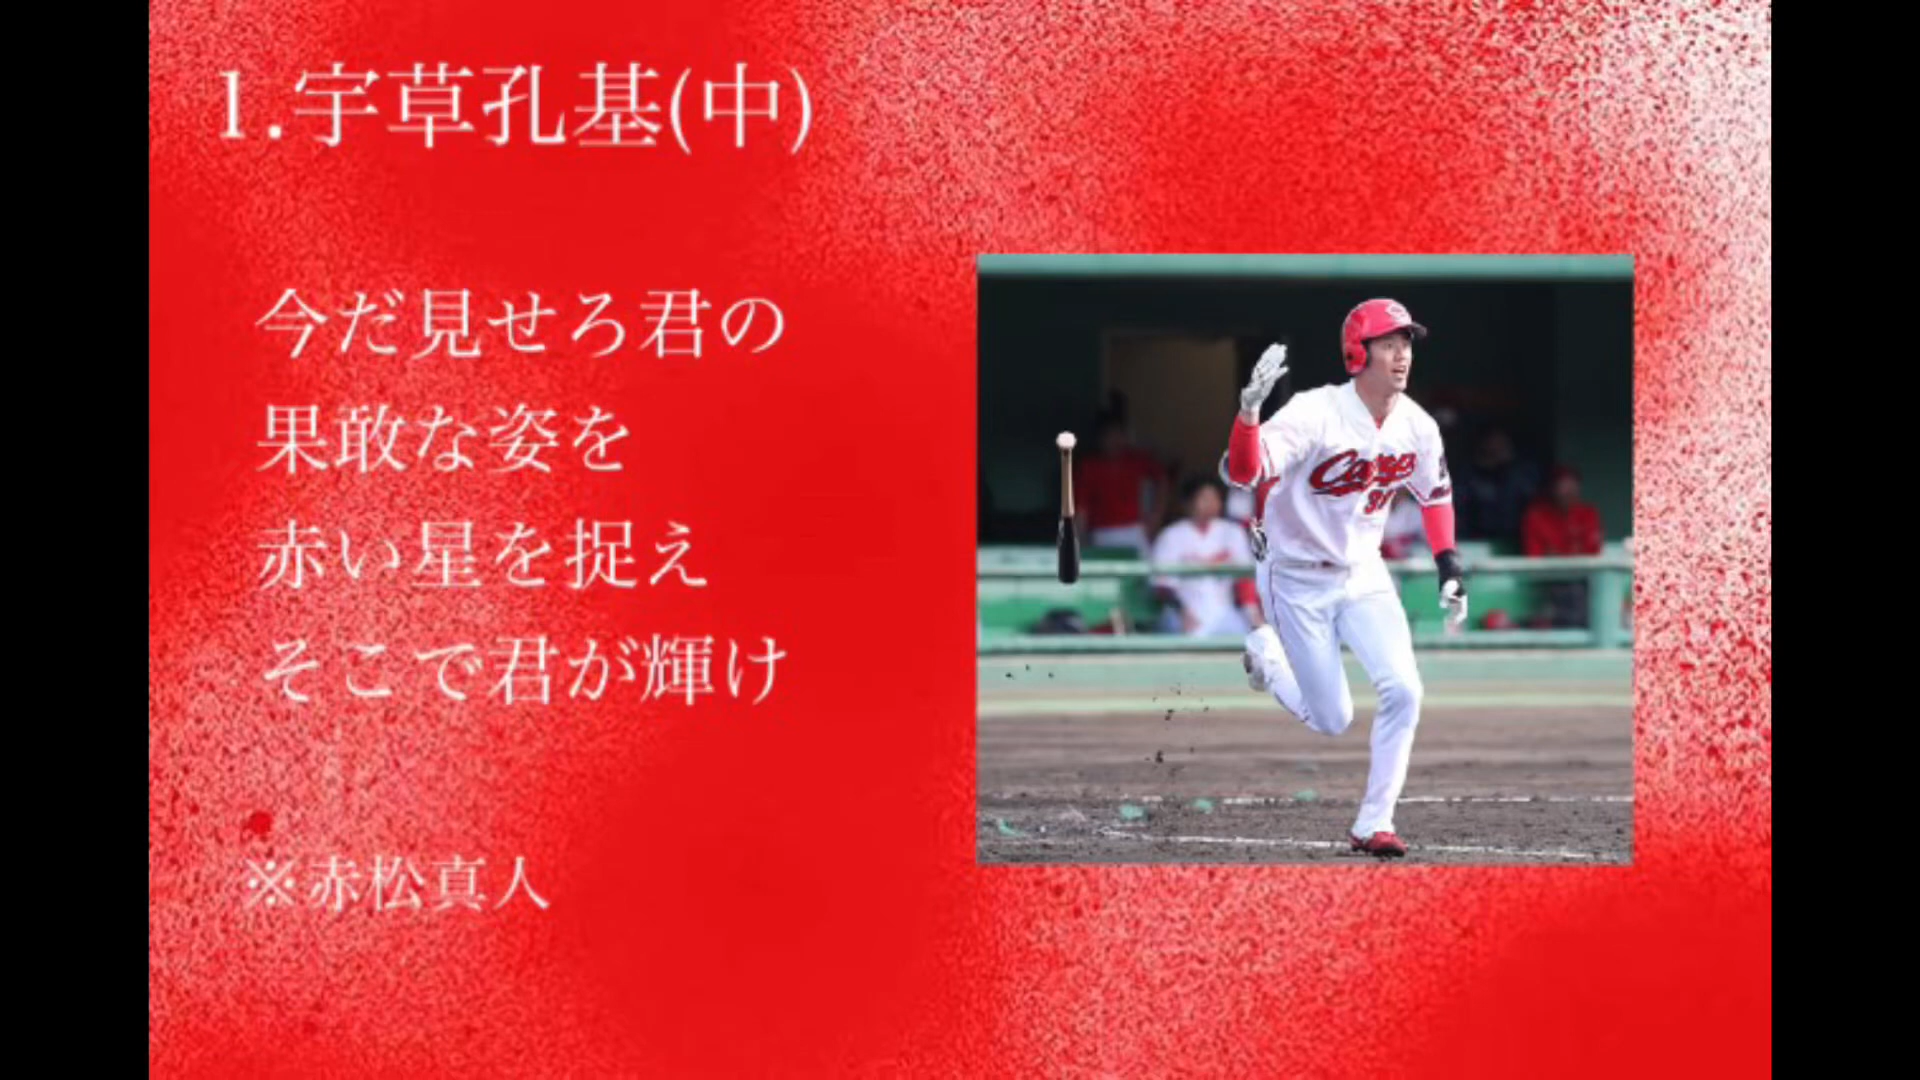 1.宇草孔基(中)
今だ見せろ君の
果敢な姿を
赤い星を捉え
そこで君が輝け
※赤松真人
Carp